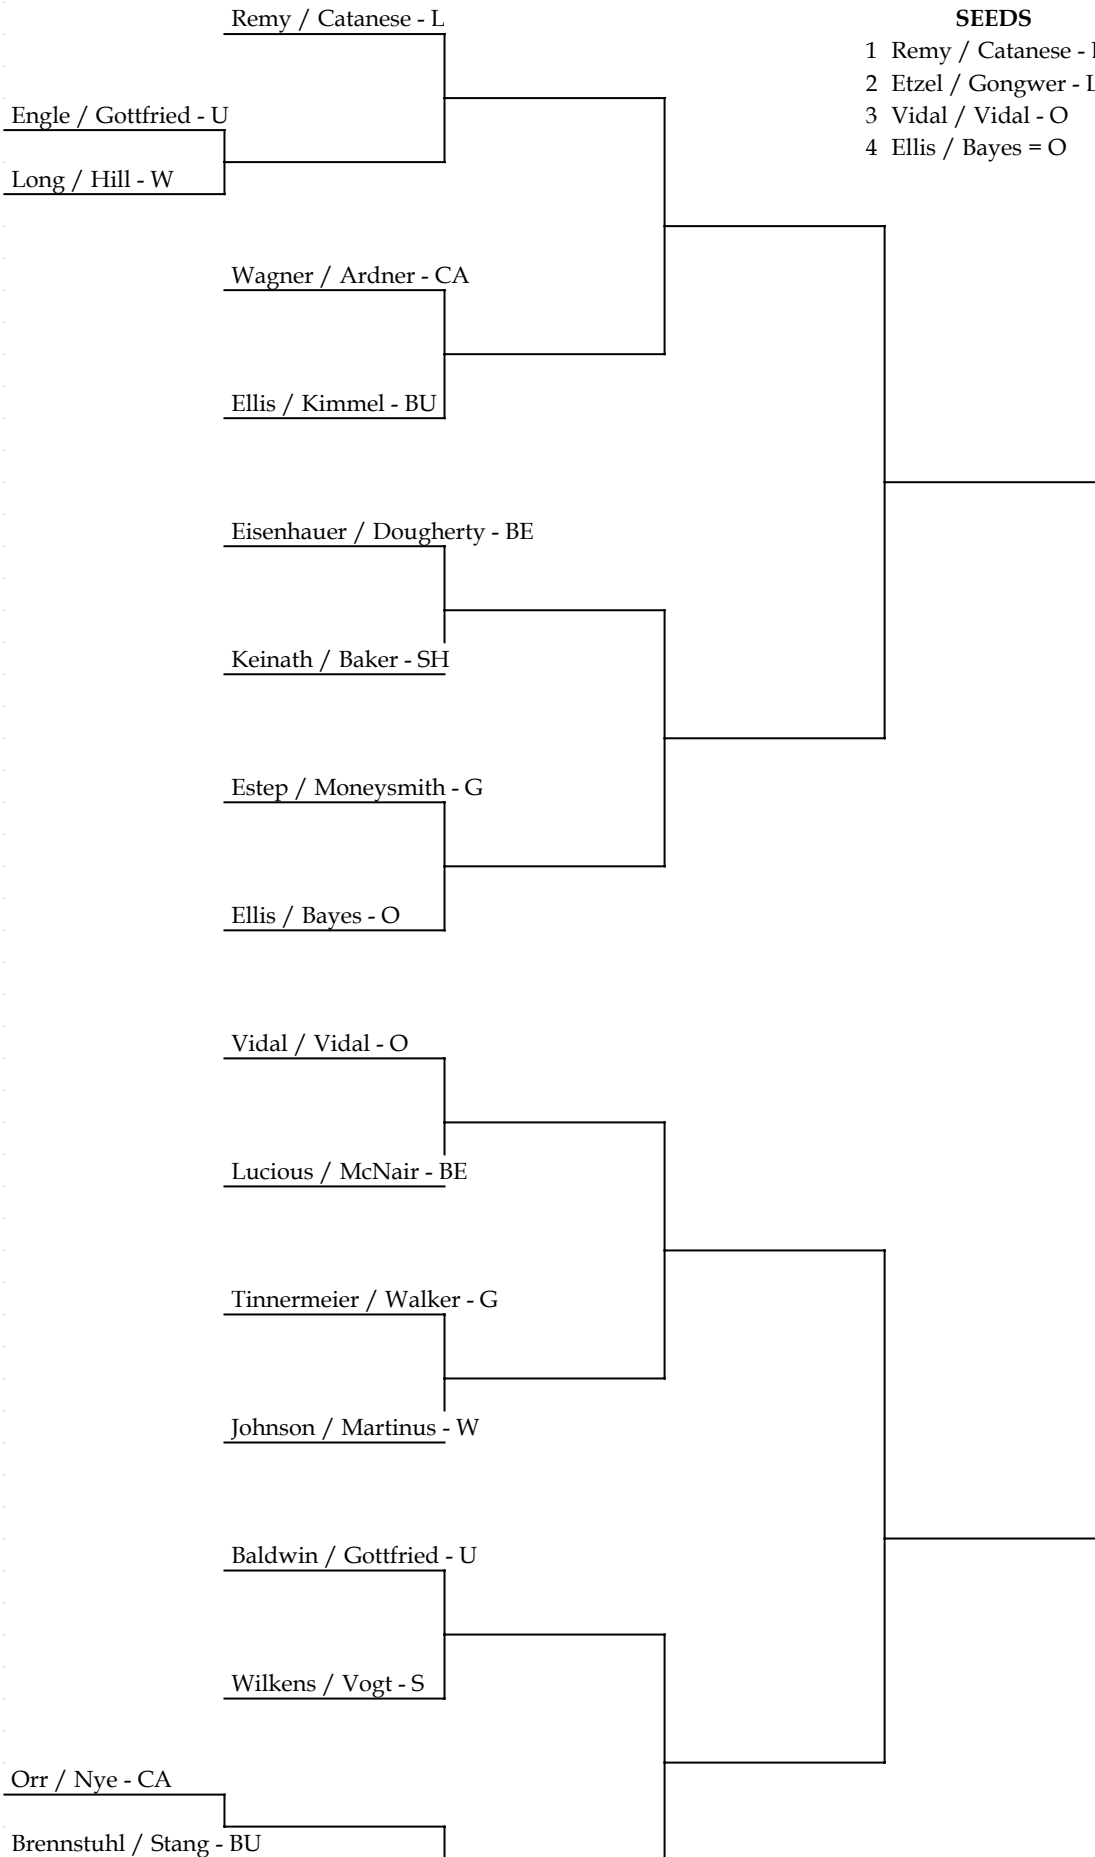 Remy / Catanese - L
SEEDS
1 Remy / Catanese -
2 Etzel / Gongwer - L
Engle / Gottfried - U
3 Vidal / Vidal - O
4 Ellis / Bayes = O
Long / Hill - W
Wagner / Ardner - CA
Ellis / Kimmel - BU
Eisenhauer / Dougherty - BE
Keinath / Baker - SH
Estep / Moneysmith - G
Ellis / Bayes - O
Vidal / Vidal - O
Lucious / McNair - BE
Tinnermeier / Walker - G
Johnson / Martinus - W
Baldwin / Gottfried - U
Wilkens / Vogt - S
Orr / Nye - CA
Brennstuhl / Stang - BU